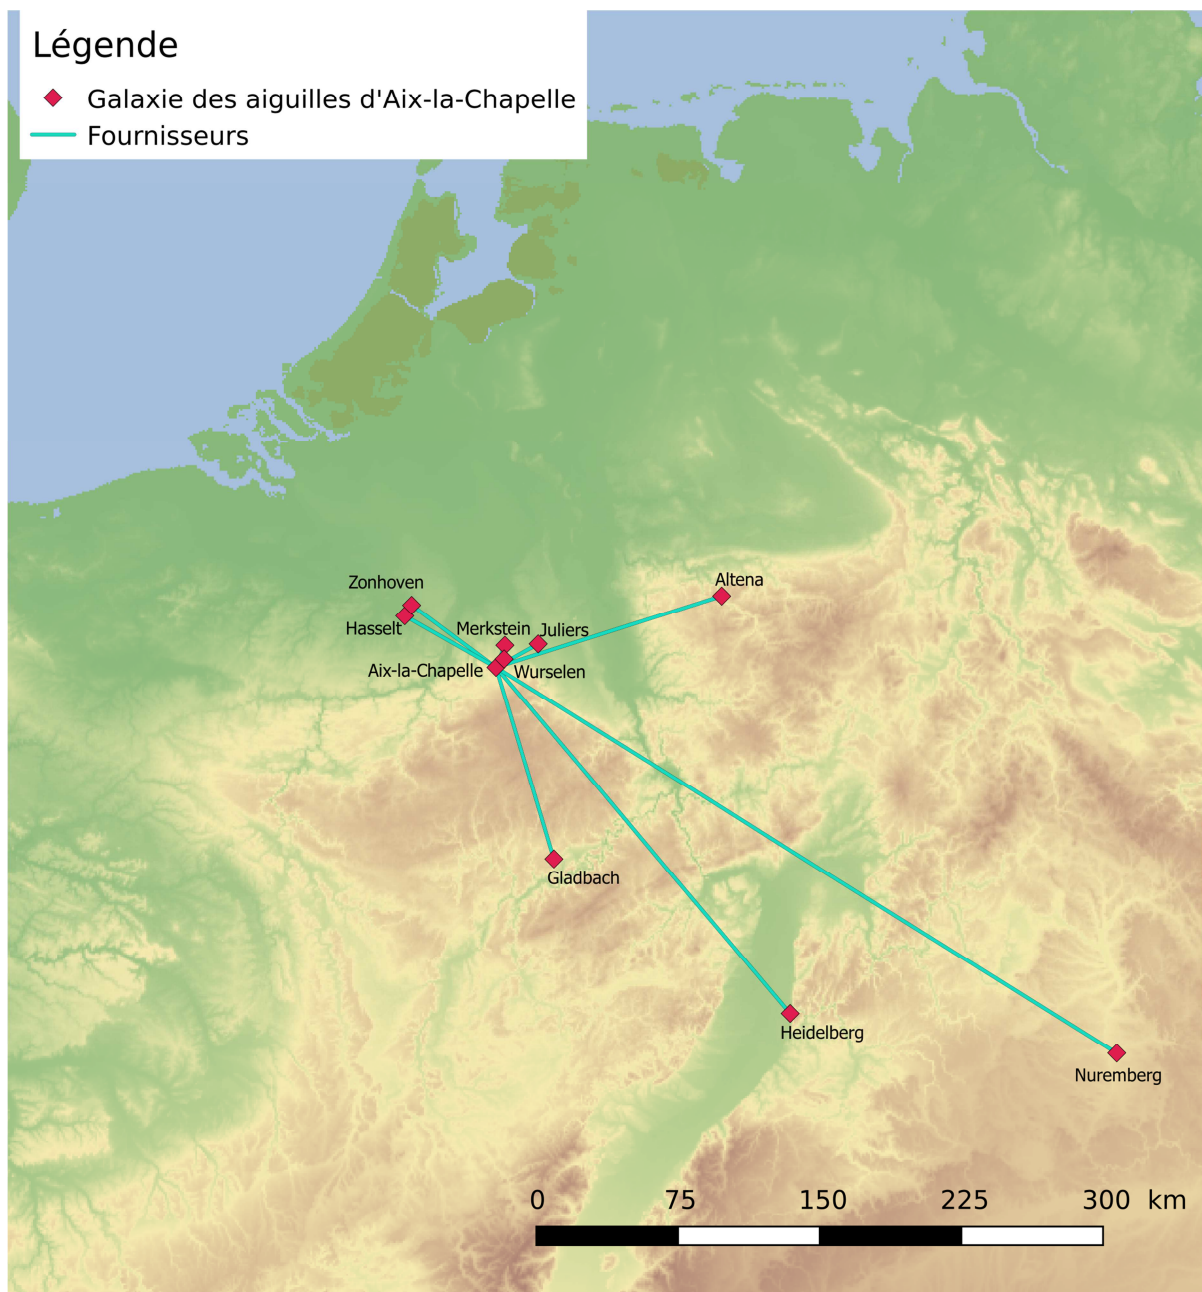 Légende
Galaxie des aiguilles d'Aix-la-Chapelle
Fournisseurs
Zonhoven
Altena
Hasselt
Merkstein
Juliers
Aix-la-Chapelle
Wurselen
Gladbach
Heidelberg
Nuremberg
0 75 150 225 300 km